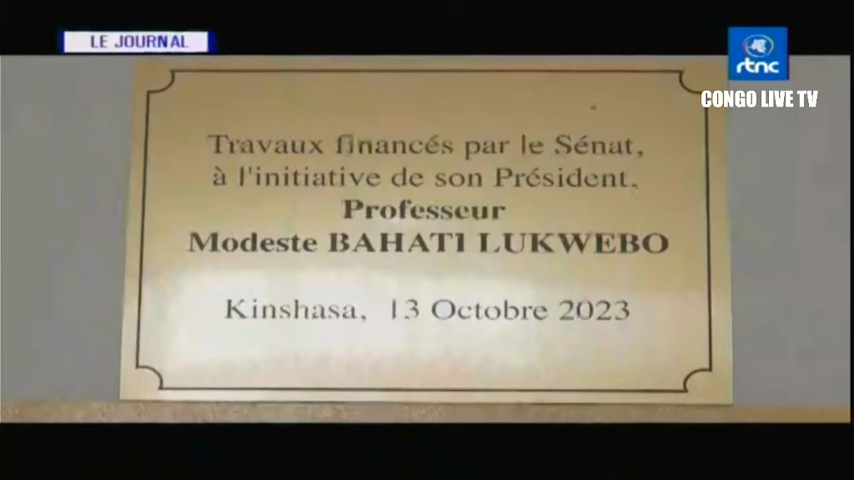 LE JOURNAL
rtnc
CONGO LIVE TV
Travaux financés par le Sénat,
à l'initiative de son Président,
Professeur
Modeste BAHATI LUKWEBO
Kinshasa, 13 Octobre 2023